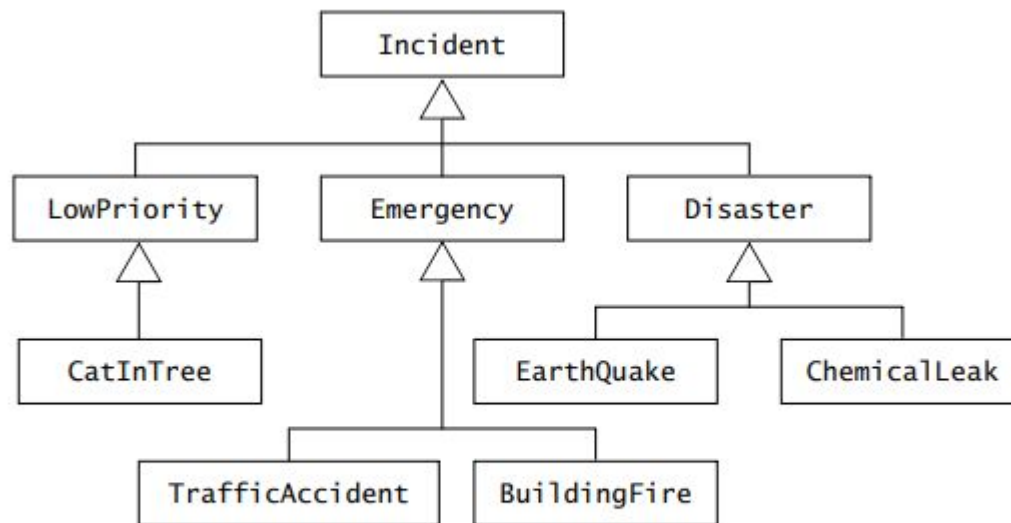 Incident
LowPriority
Emergency
Disaster
CatInTree
EarthQuake
ChemicalLeak
TrafficAccident
BuildingFire